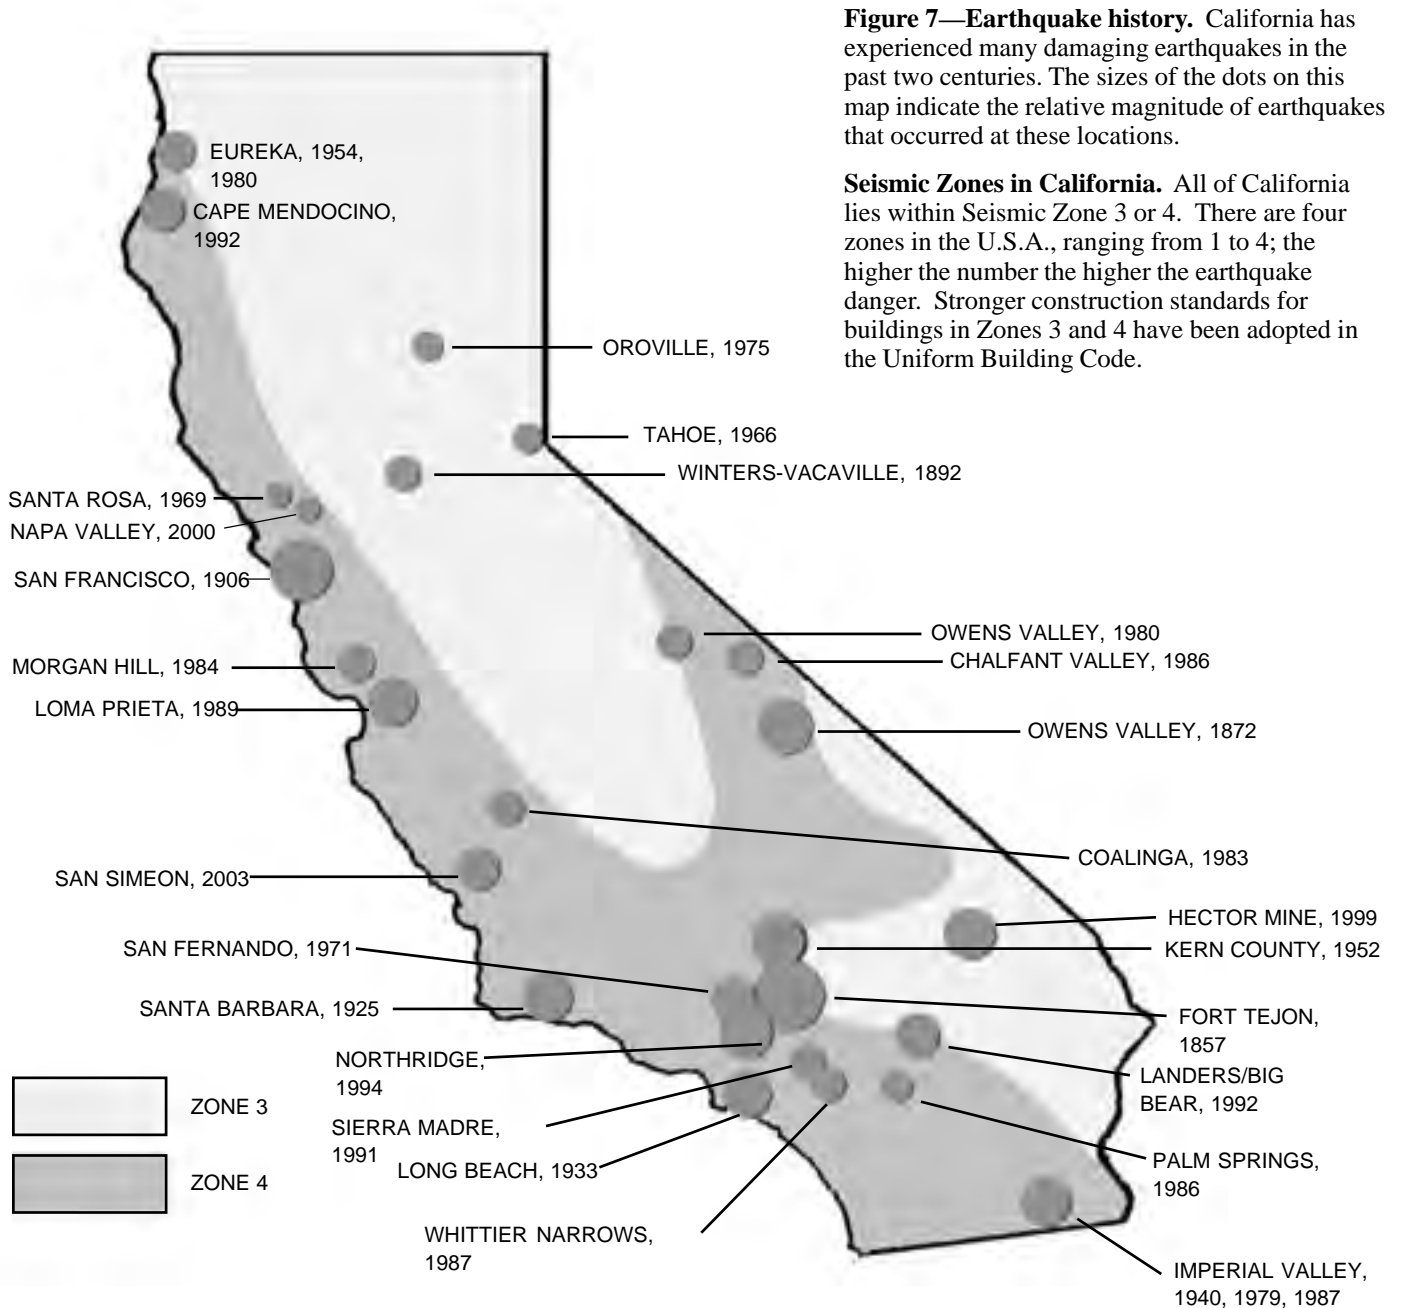 Figure 7—Earthquake history. California has
experienced many damaging earthquakes in the
past two centuries. The sizes of the dots on this
map indicate the relative magnitude of earthquakes
that occurred at these locations.
Seismic Zones in California. All of California
lies within Seismic Zone 3 or 4. There are four
zones in the U.S.A., ranging from 1 to 4; the
higher the number the higher the earthquake
danger. Stronger construction standards for
buildings in Zones 3 and 4 have been adopted in
the Uniform Building Code.
EUREKA, 1954,
1980
CAPE MENDOCINO,
1992
OROVILLE, 1975
TAHOE, 1966
WINTERS-VACAVILLE, 1892
SANTA ROSA, 1969
NAPA VALLEY, 2000
SAN FRANCISCO, 1906
OWENS VALLEY, 1980
CHALFANT VALLEY, 1986
MORGAN HILL, 1984
LOMA PRIETA, 1989
OWENS VALLEY, 1872
COALINGA, 1983
SAN SIMEON, 2003
HECTOR MINE, 1999
KERN COUNTY, 1952
SAN FERNANDO, 1971
SANTA BARBARA, 1925
FORT TEJON,
1857
NORTHRIDGE,
1994
LANDERS/BIG
BEAR, 1992
ZONE 3
SIERRA MADRE,
1991
LONG BEACH, 1933
PALM SPRINGS,
1986
ZONE 4
WHITTIER NARROWS,
1987
IMPERIAL VALLEY,
1940, 1979, 1987